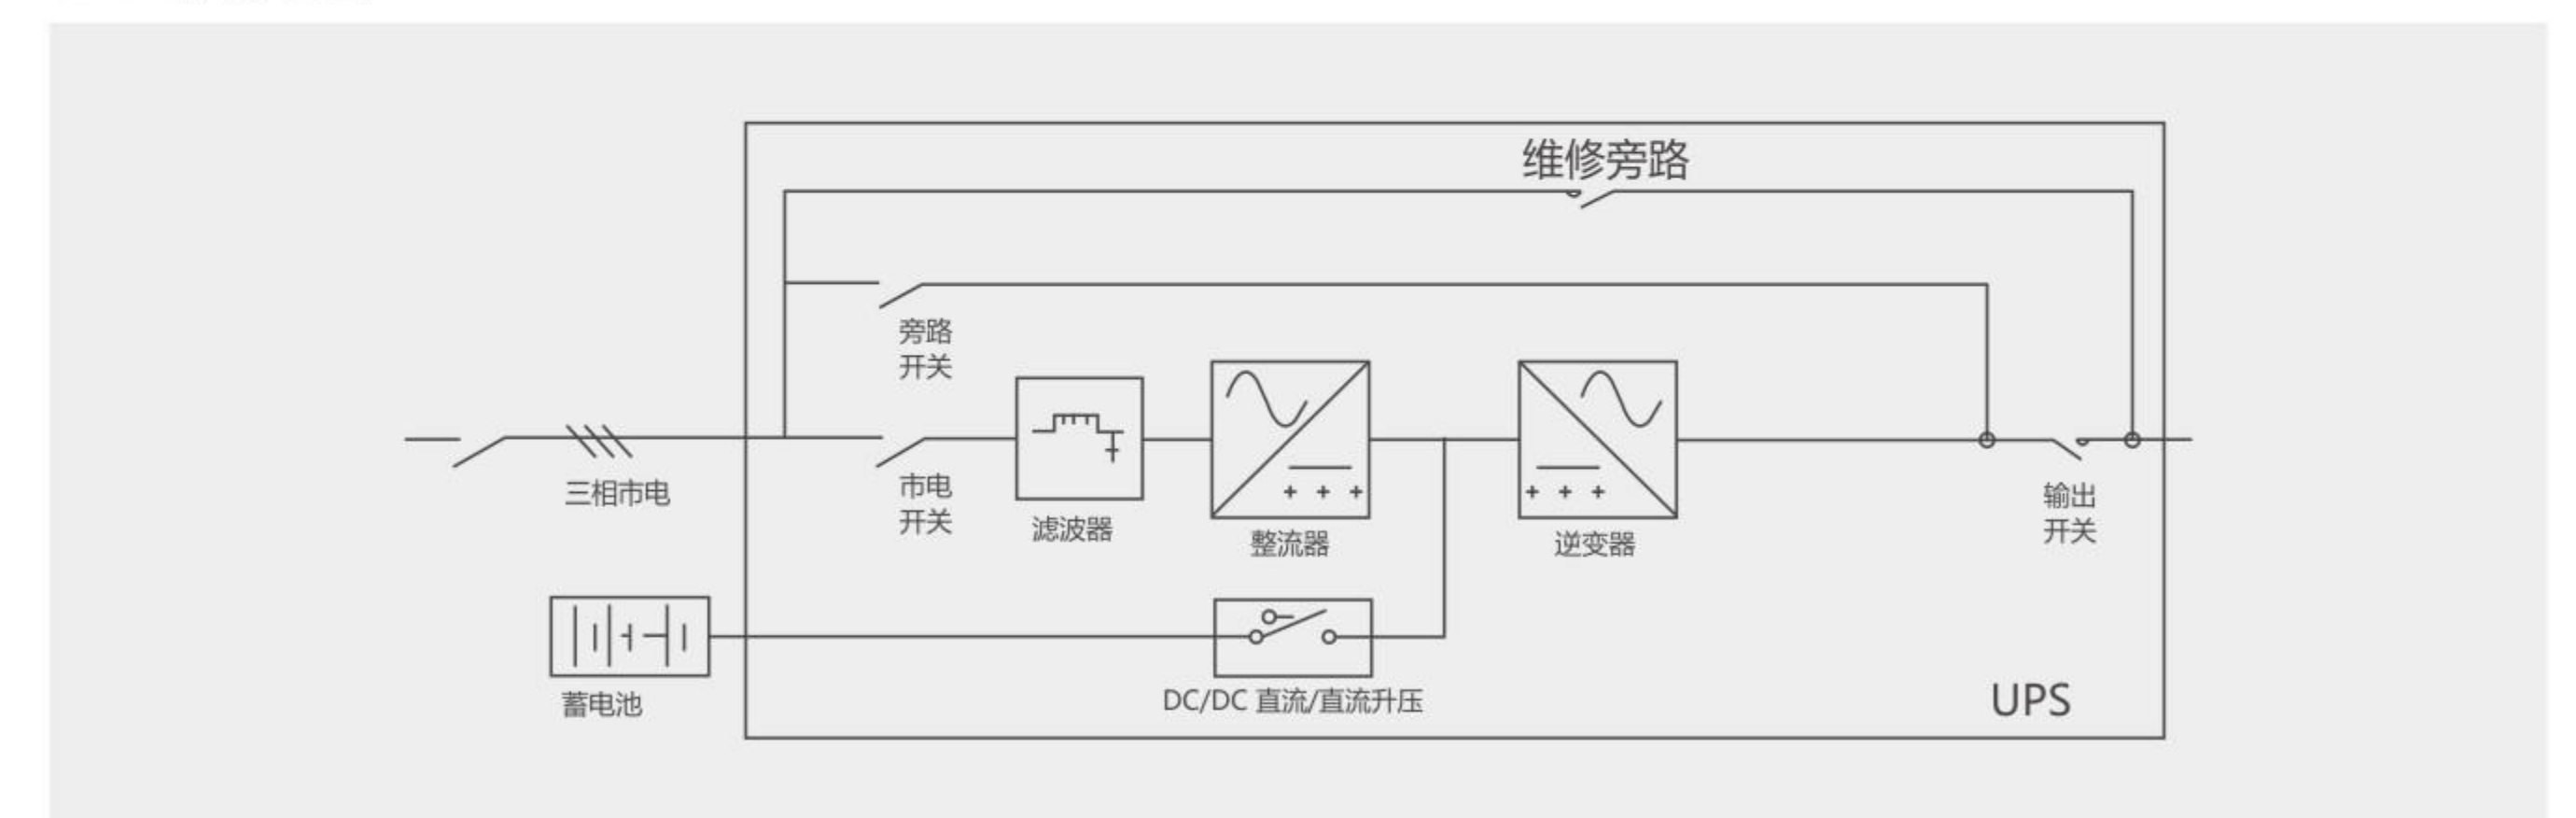 维修旁路
旁路
开关
三相市电
市电
开关
滤波器
整流器
逆变器
输出
开关
蓄电池
DC/DC 直流/直流升压
UPS